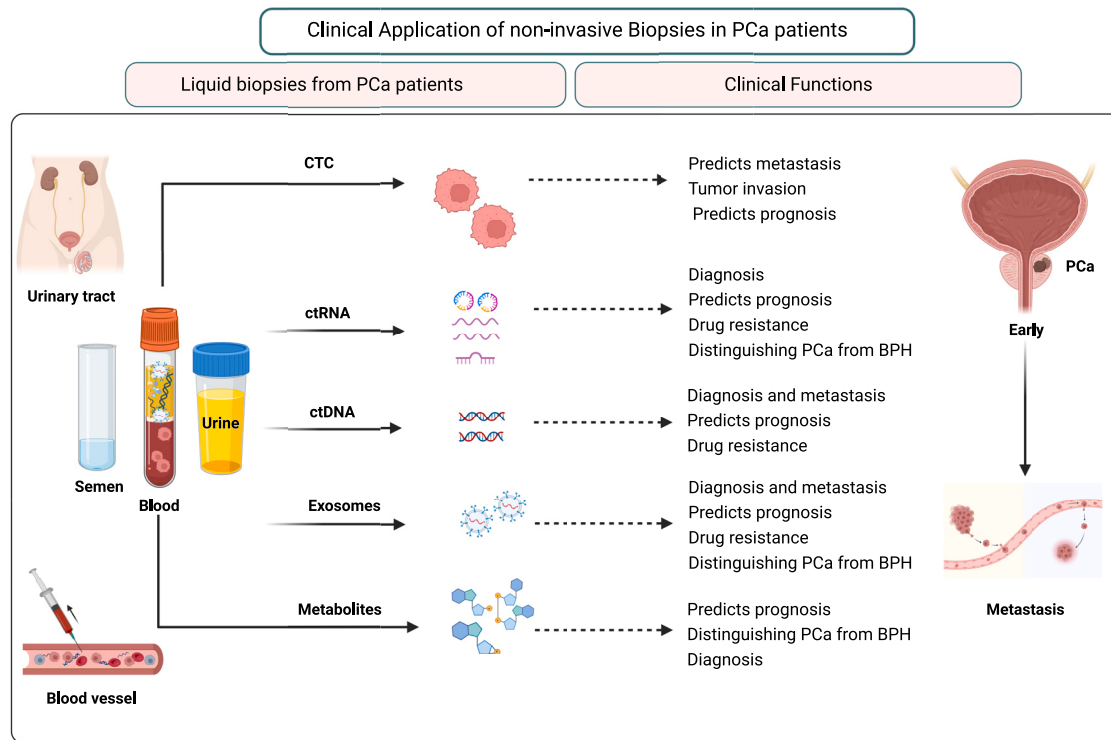 Clinical Application of non-invasive Biopsies in PCa patients
Liquid biopsies from PCa patients
Clinical Functions
Urinary tract
Semen
Blood
Urine
Blood vessel
CTC
Predicts metastasis
Tumor invasion
Predicts prognosis
ctRNA
Diagnosis
Predicts prognosis
Drug resistance
Distinguishing PCa from BPH
ctDNA
Diagnosis and metastasis
Predicts prognosis
Drug resistance
Exosomes
Diagnosis and metastasis
Predicts prognosis
Drug resistance
Distinguishing PCa from BPH
Metabolites
Predicts prognosis
Distinguishing PCa from BPH
Diagnosis
PCa
Early
Metastasis